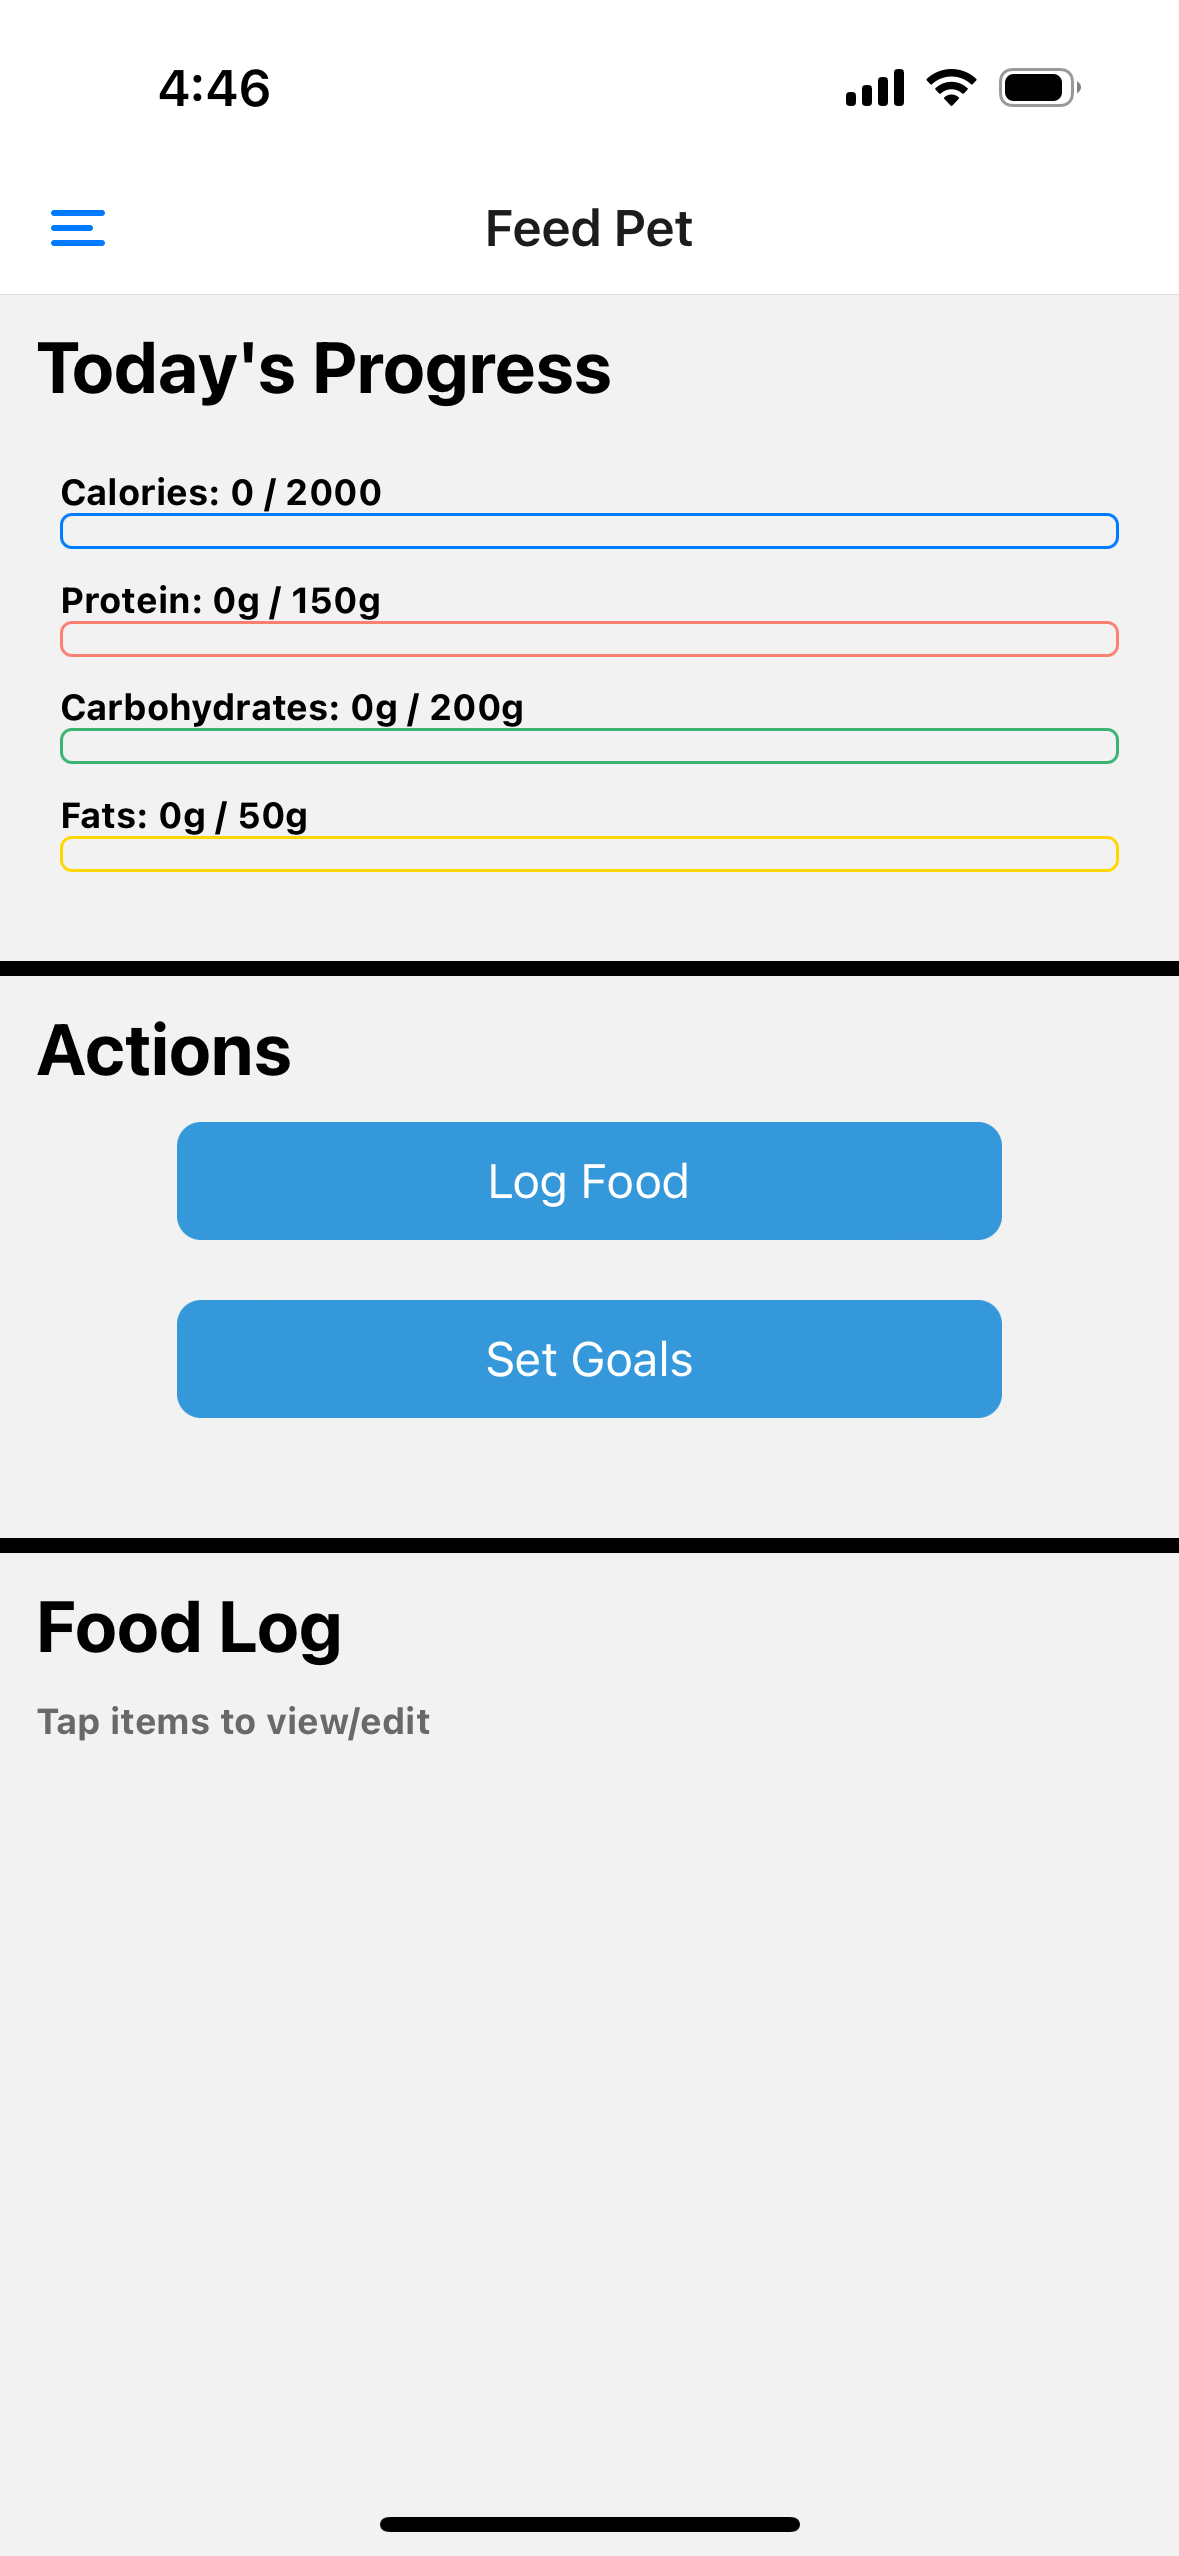 4:46
Feed Pet
Today's Progress
Calories: 0 / 2000
Protein: 0g / 150g
Carbohydrates: 0g / 200g
Fats: 0g / 50g
Actions
Log Food
Set Goals
Food Log
Tap items to view/edit